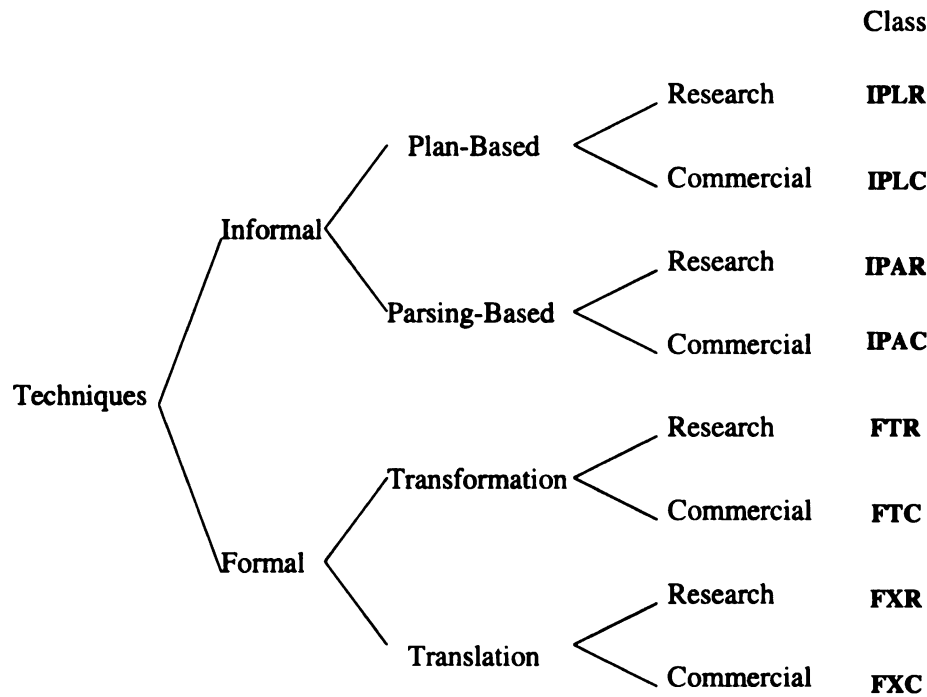 Class
Research IPLR
Plan-Based
Commercial IPLC
Informal
Research IPAR
Parsing-Based
Commercial IPAC
Techniques
Research FTR
Transformation
Commercial FTC
Formal
Research FXR
Translation
Commercial FXC